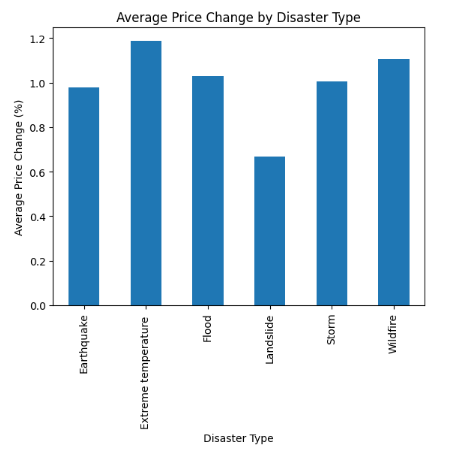 Average Price Change by Disaster Type
Average Price Change (%)
1.2
1.0
0.8
0.6
0.4
0.2
0.0
Earthquake
Extreme temperature
Flood
Landslide
Storm
Wildfire
Disaster Type